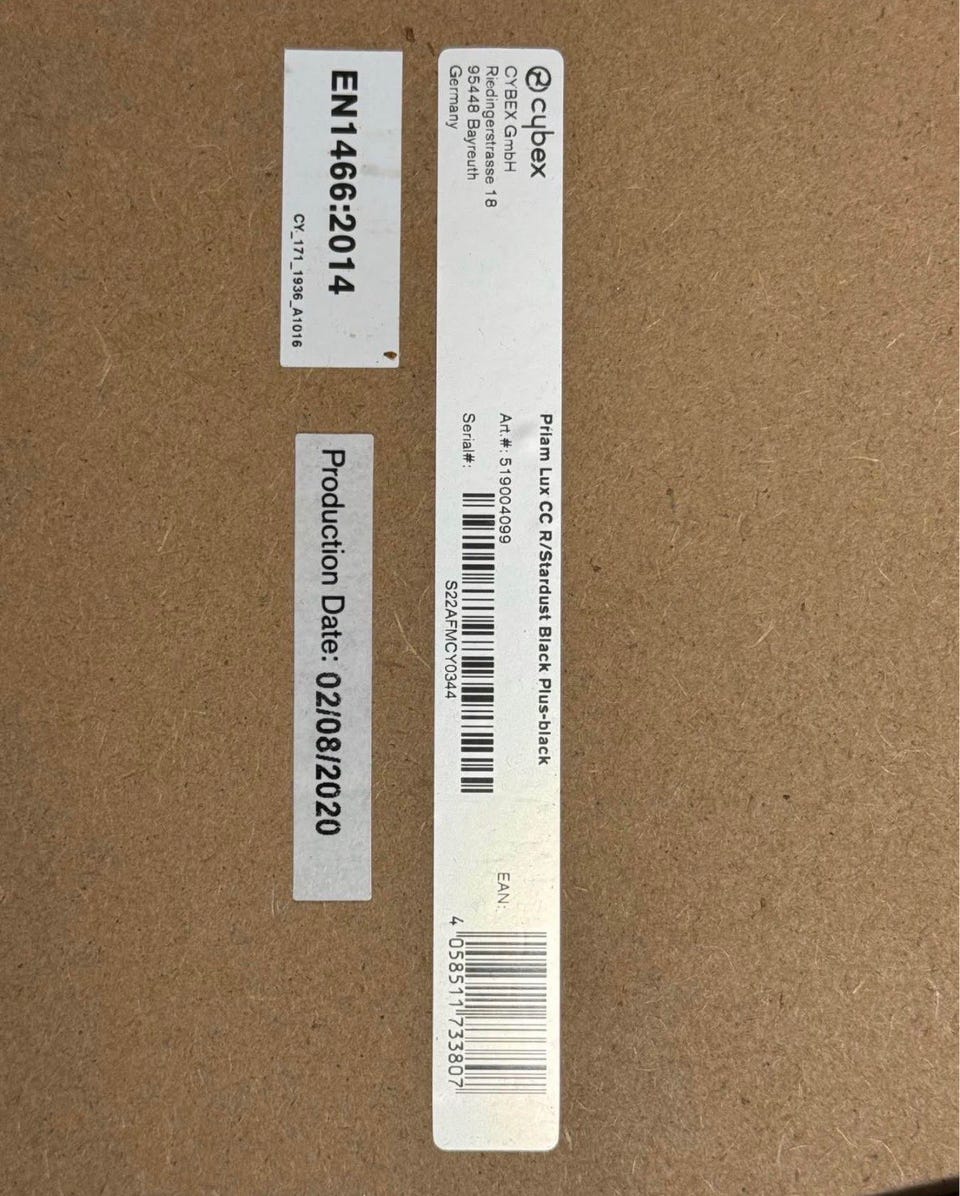 cybex
CYBEX GmbH
Riedingerstrasse 18
95448 Bayreuth
Germany
Priam Lux CC R/Stardust Black Plus-black
Art.#: 519004099
Serial#:
S22AFMCY0344
EAN:
4 058511 733807
EN1466:2014
CY_171_1936_A1016
Production Date: 02/08/2020